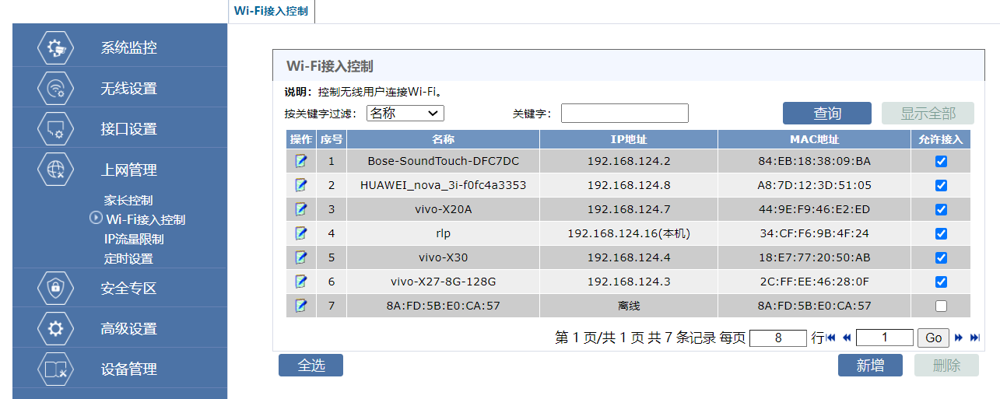 Wi-Fi接入控制
系统监控
无线设置
接口设置
上网管理
家长控制
Wi-Fi接入控制
IP流量限制
定时设置
安全专区
高级设置
设备管理
Wi-Fi接入控制
说明：控制无线用户连接Wi-Fi。
按关键字过滤： 名称 关键字： 查询 显示全部
操作 序号 名称 IP地址 MAC地址 允许接入
1 Bose-SoundTouch-DFC7DC 192.168.124.2 84:EB:18:38:09:BA
2 HUAWEI_nova_3i-f0fc4a3353 192.168.124.8 A8:7D:12:3D:51:05
3 vivo-X20A 192.168.124.7 44:9E:F9:46:E2:ED
4 rlp 192.168.124.16(本机) 34:CF:F6:9B:4F:24
5 vivo-X30 192.168.124.4 18:E7:77:20:50:AB
6 vivo-X27-8G-128G 192.168.124.3 2C:FF:EE:46:28:0F
7 8A:FD:5B:E0:CA:57 离线 8A:FD:5B:E0:CA:57
第 1 页/共 1 页 共 7 条记录 每页 8 行 1 Go
全选 新增 删除